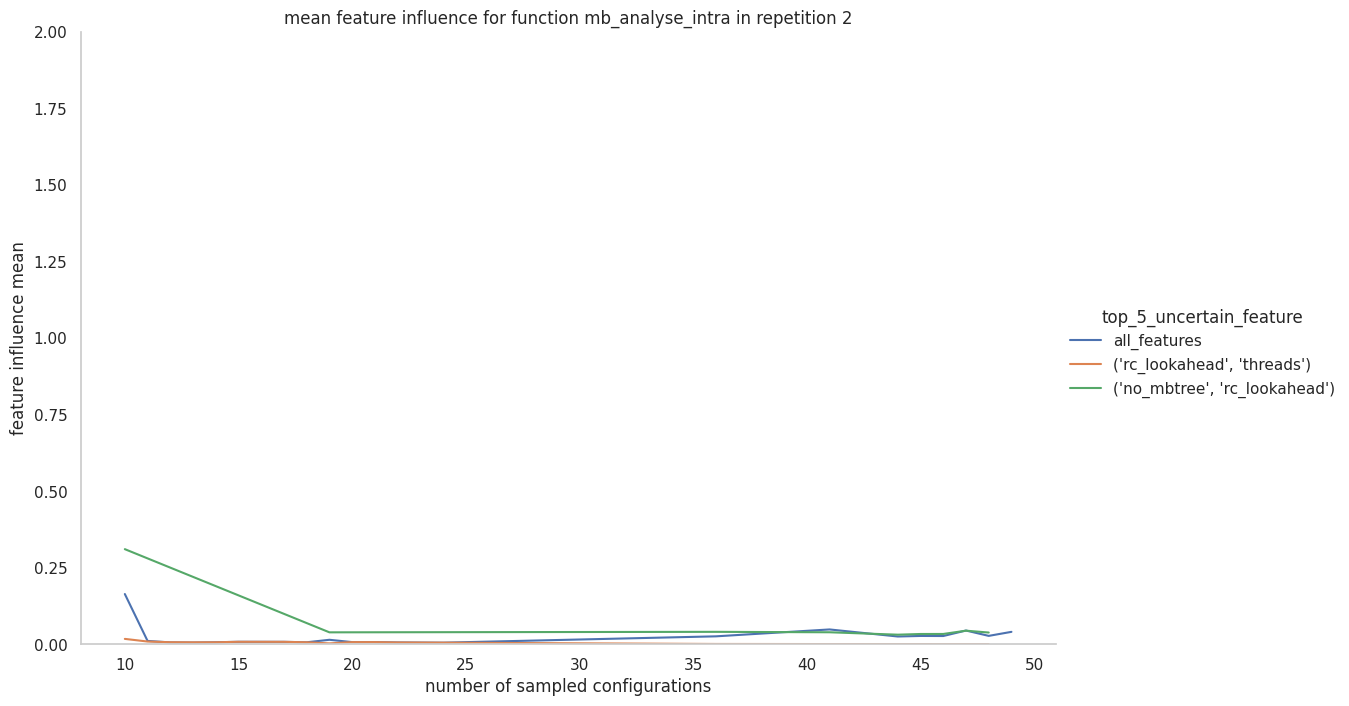 mean feature influence for function mb_analyse_intra in repetition 2
2.00
1.75
1.50
1.25
1.00
0.75
0.50
0.25
0.00
feature influence mean
10 15 20 25 30 35 40 45 50
number of sampled configurations
top_5_uncertain_feature
all_features
('rc_lookahead', 'threads')
('no_mbtree', 'rc_lookahead')